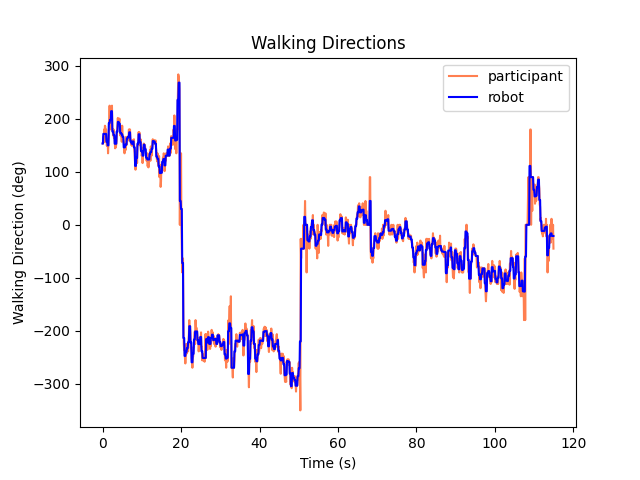 Walking Directions
participant
robot
Walking Direction (deg)
300
200
100
0
−100
−200
−300
0 20 40 60 80 100 120
Time (s)